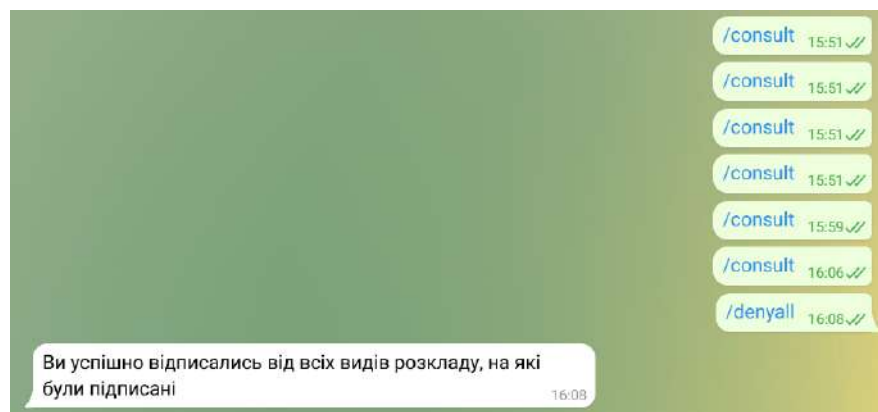 /consult 15:51
/consult 15:51
/consult 15:51
/consult 15:51
/consult 15:59
/consult 16:06
/denyall 16:08
Ви успішно відписались від всіх видів розкладу, на які
були підписані 16:08